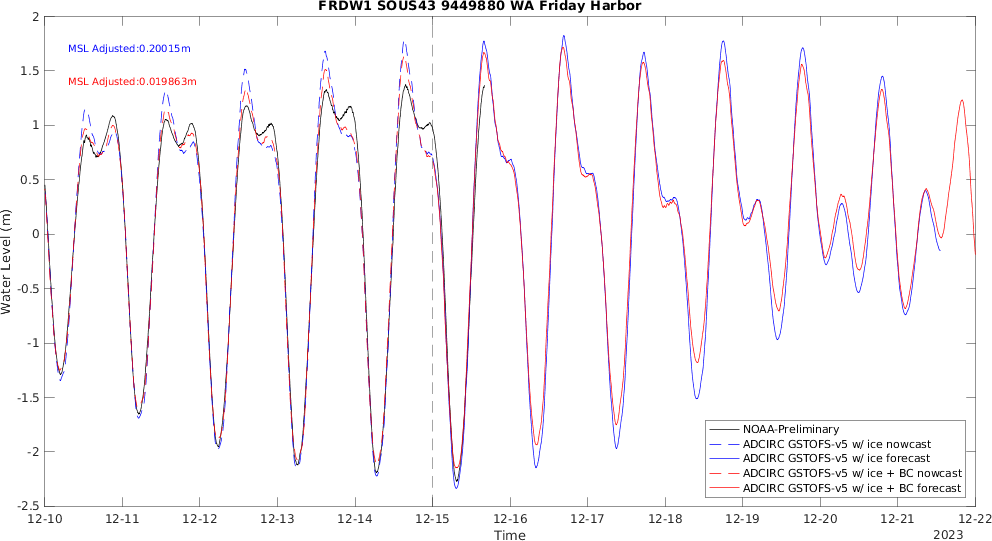 FRDW1 SOUS43 9449880 WA Friday Harbor
MSL Adjusted:0.20015m
MSL Adjusted:0.019863m
Water Level (m)
2
1.5
1
0.5
0
-0.5
-1
-1.5
-2
-2.5
NOAA-Preliminary
ADCIRC GSTOFS-v5 w/ ice nowcast
ADCIRC GSTOFS-v5 w/ ice forecast
ADCIRC GSTOFS-v5 w/ ice + BC nowcast
ADCIRC GSTOFS-v5 w/ ice + BC forecast
12-10 12-11 12-12 12-13 12-14 12-15 12-16 12-17 12-18 12-19 12-20 12-21 12-22
Time
2023